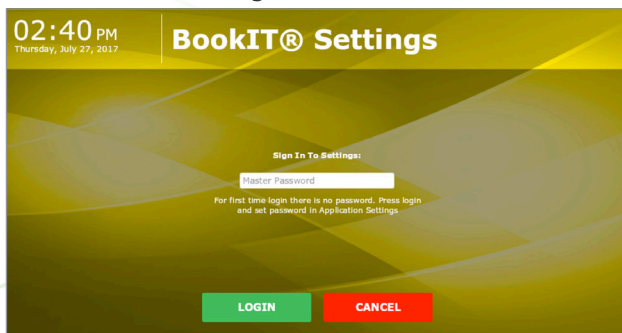 02:40 PM
Thursday, July 27, 2017
BookIT® Settings
Sign In To Settings:
Master Password
For first time login there is no password. Press login
and set password in Application Settings
LOGIN
CANCEL